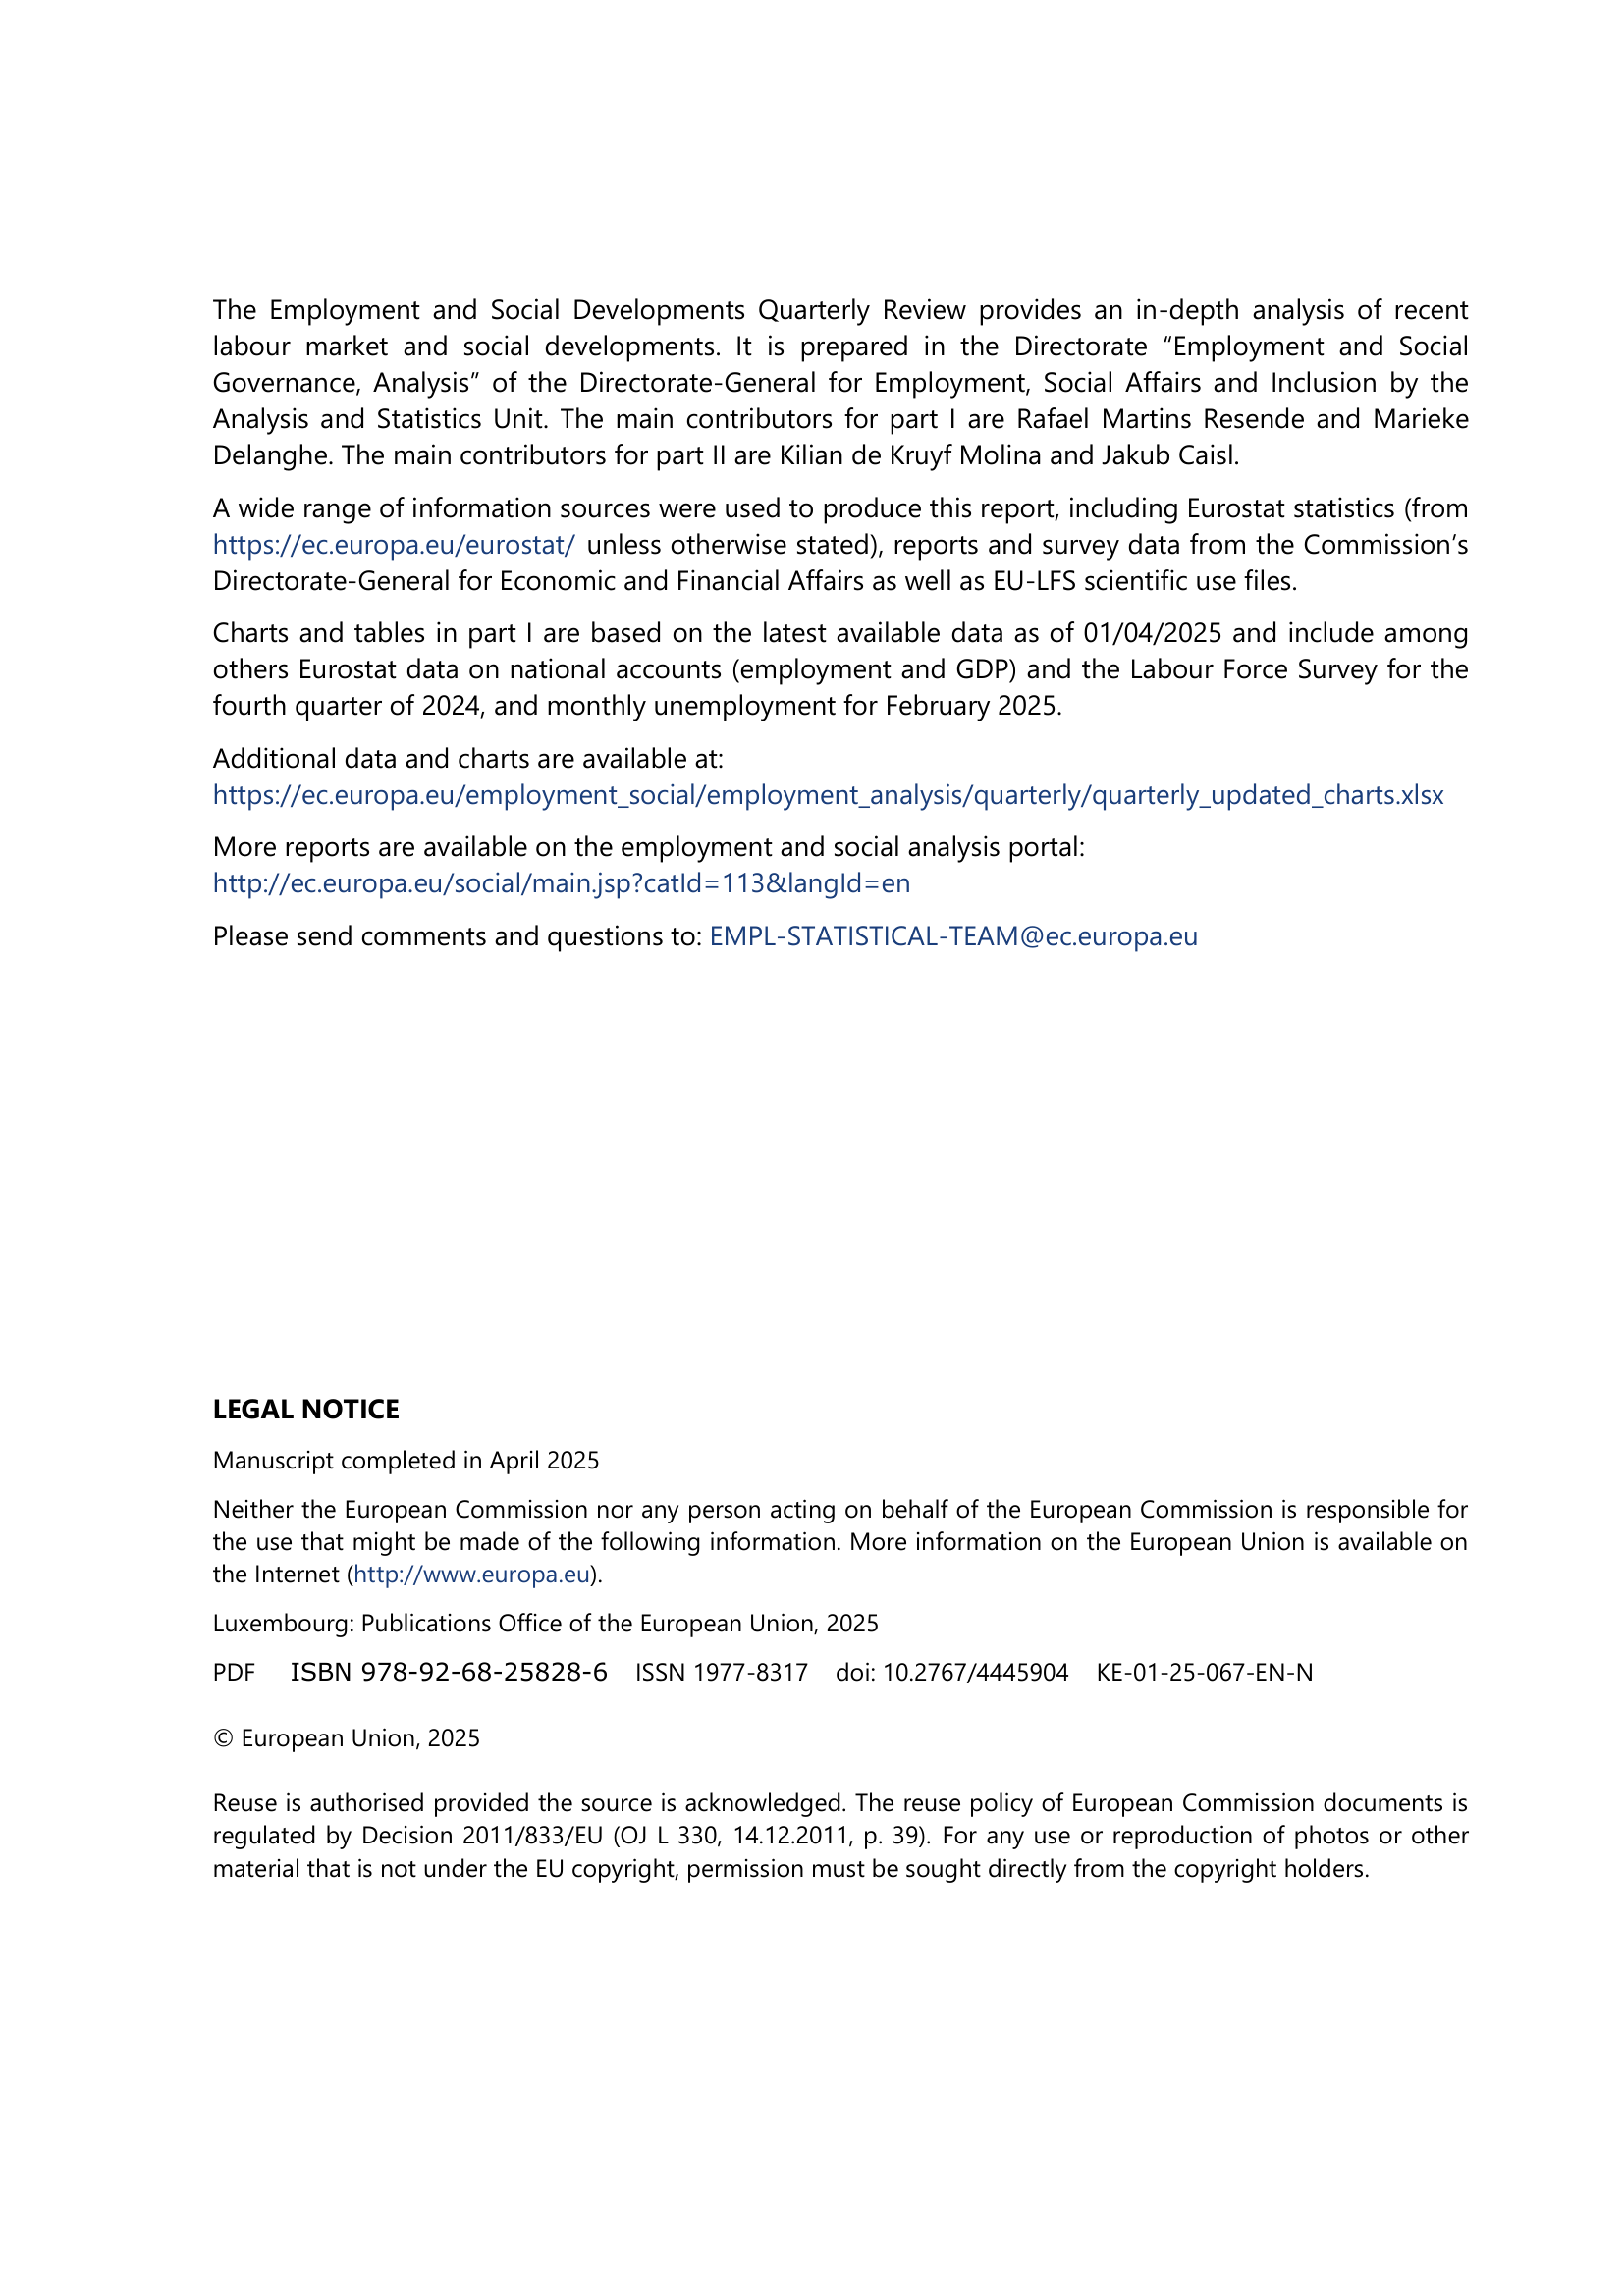 The Employment and Social Developments Quarterly Review provides an in-depth analysis of recent
labour market and social developments. It is prepared in the Directorate “Employment and Social
Governance, Analysis” of the Directorate-General for Employment, Social Affairs and Inclusion by the
Analysis and Statistics Unit. The main contributors for part I are Rafael Martins Resende and Marieke
Delanghe. The main contributors for part II are Kilian de Kruyf Molina and Jakub Caisl.
A wide range of information sources were used to produce this report, including Eurostat statistics (from
https://ec.europa.eu/eurostat/ unless otherwise stated), reports and survey data from the Commission’s
Directorate-General for Economic and Financial Affairs as well as EU-LFS scientific use files.
Charts and tables in part I are based on the latest available data as of 01/04/2025 and include among
others Eurostat data on national accounts (employment and GDP) and the Labour Force Survey for the
fourth quarter of 2024, and monthly unemployment for February 2025.
Additional data and charts are available at:
https://ec.europa.eu/employment_social/employment_analysis/quarterly/quarterly_updated_charts.xlsx
More reports are available on the employment and social analysis portal:
http://ec.europa.eu/social/main.jsp?catId=113&langId=en
Please send comments and questions to: EMPL-STATISTICAL-TEAM@ec.europa.eu
LEGAL NOTICE
Manuscript completed in April 2025
Neither the European Commission nor any person acting on behalf of the European Commission is responsible for
the use that might be made of the following information. More information on the European Union is available on
the Internet (http://www.europa.eu).
Luxembourg: Publications Office of the European Union, 2025
PDF ISBN 978-92-68-25828-6 ISSN 1977-8317 doi: 10.2767/4445904 KE-01-25-067-EN-N
© European Union, 2025
Reuse is authorised provided the source is acknowledged. The reuse policy of European Commission documents is
regulated by Decision 2011/833/EU (OJ L 330, 14.12.2011, p. 39). For any use or reproduction of photos or other
material that is not under the EU copyright, permission must be sought directly from the copyright holders.